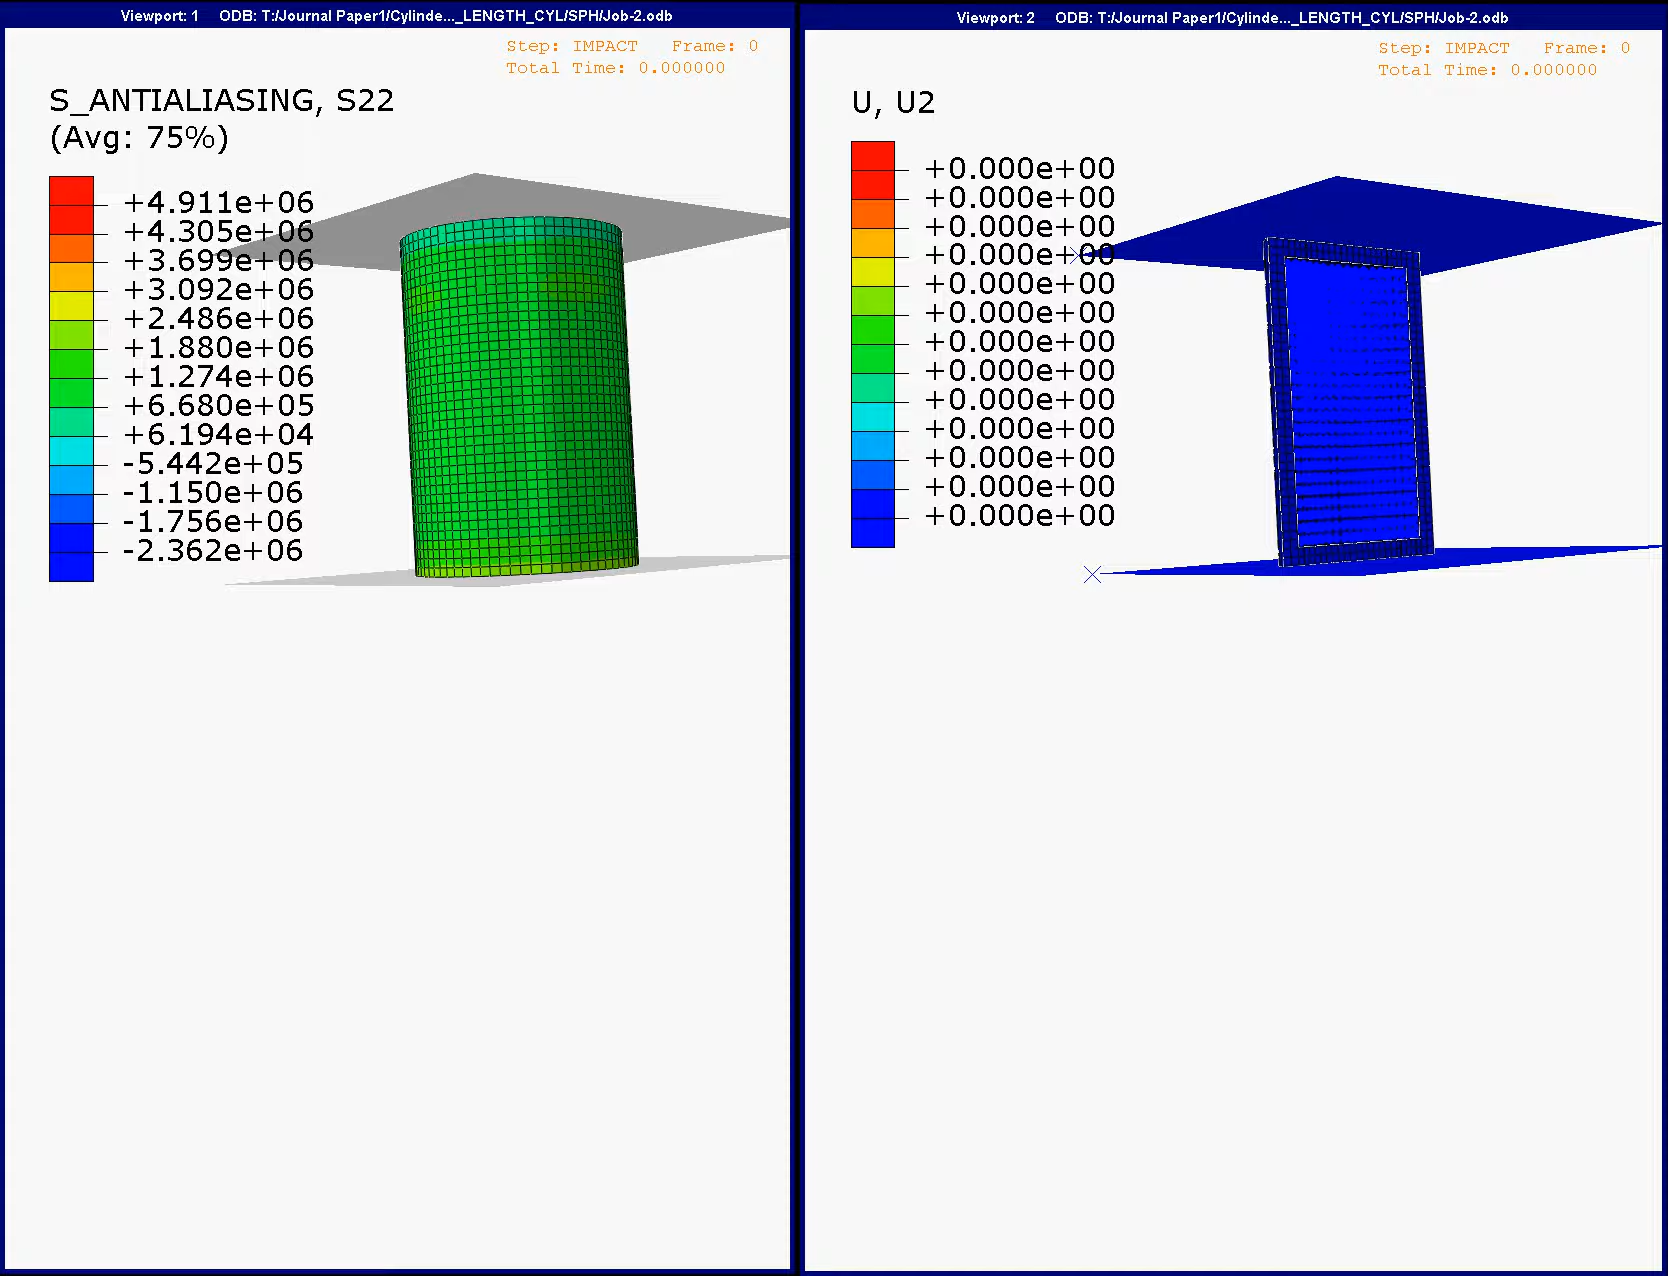 Viewport: 1 ODB: T:/Journal Paper1/Cylinde..._LENGTH_CYL/SPH/Job-2.odb
Step: IMPACT Frame: 0
Total Time: 0.000000
S_ANTIALIASING, S22
(Avg: 75%)
+4.911e+06
+4.305e+06
+3.699e+06
+3.092e+06
+2.486e+06
+1.880e+06
+1.274e+06
+6.680e+05
+6.194e+04
-5.442e+05
-1.150e+06
-1.756e+06
-2.362e+06
Viewport: 2 ODB: T:/Journal Paper1/Cylinde..._LENGTH_CYL/SPH/Job-2.odb
Step: IMPACT Frame: 0
Total Time: 0.000000
U, U2
+0.000e+00
+0.000e+00
+0.000e+00
+0.000e+00
+0.000e+00
+0.000e+00
+0.000e+00
+0.000e+00
+0.000e+00
+0.000e+00
+0.000e+00
+0.000e+00
+0.000e+00